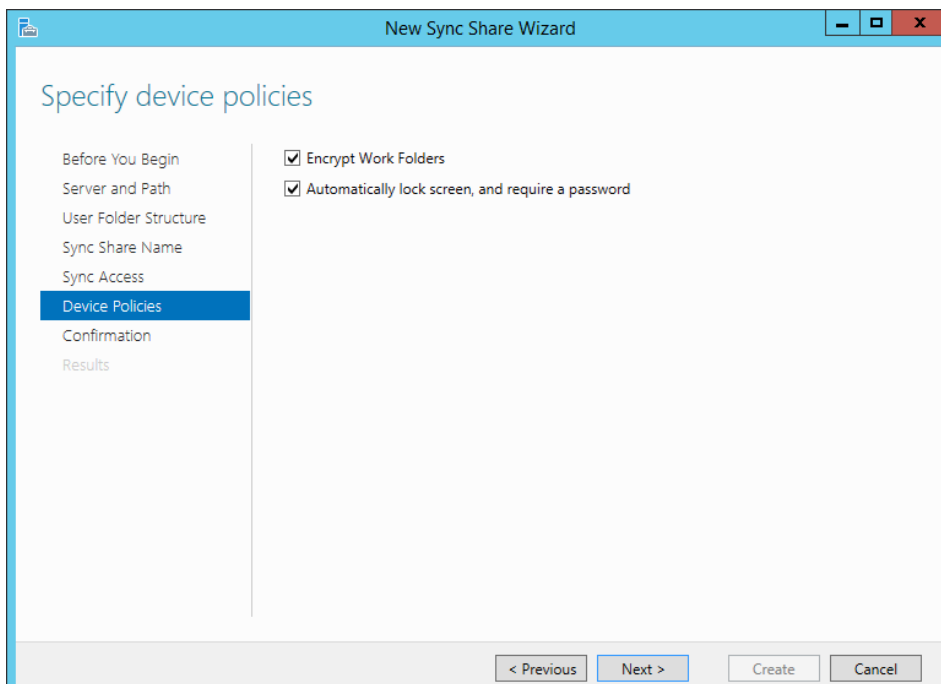 New Sync Share Wizard
Specify device policies
Before You Begin
Server and Path
User Folder Structure
Sync Share Name
Sync Access
Device Policies
Confirmation
Results
Encrypt Work Folders
Automatically lock screen, and require a password
< Previous
Next >
Create
Cancel